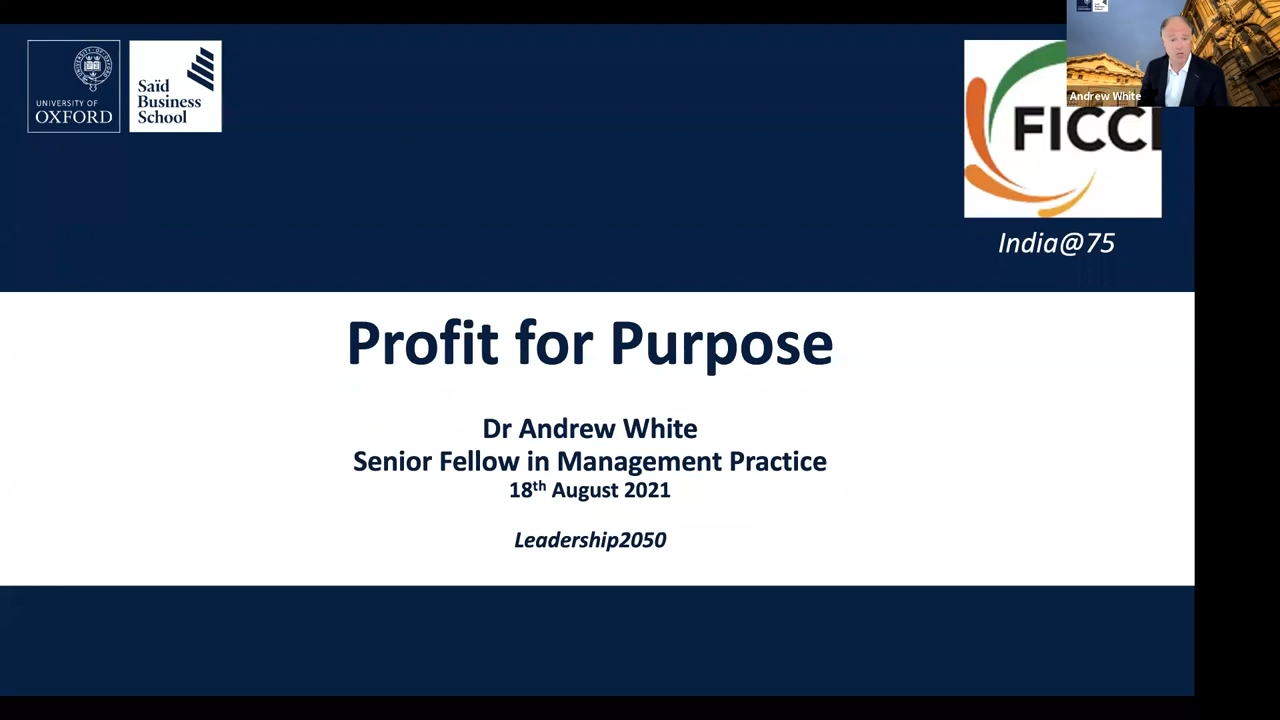 UNIVERSITY OF
OXFORD
Saïd
Business
School
Andrew White
FICCI
India@75
Profit for Purpose
Dr Andrew White
Senior Fellow in Management Practice
18th August 2021
Leadership2050